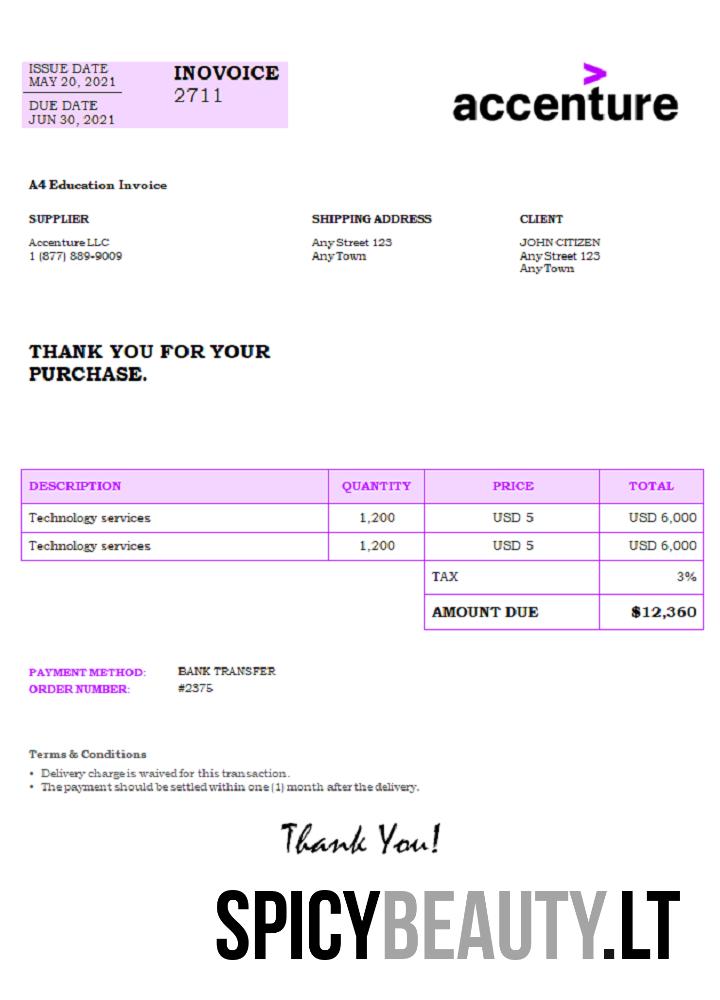 ISSUE DATE
MAY 20, 2021
DUE DATE
JUN 30, 2021
INOVOICE
2711
>
accenture
A4 Education Invoice
SUPPLIER
Accenture LLC
1 (877) 889-9009
SHIPPING ADDRESS
Any Street 123
Any Town
CLIENT
JOHN CITIZEN
Any Street 123
Any Town
THANK YOU FOR YOUR
PURCHASE.
DESCRIPTION QUANTITY PRICE TOTAL
Technology services 1,200 USD 5 USD 6,000
Technology services 1,200 USD 5 USD 6,000
TAX 3%
AMOUNT DUE $12,360
PAYMENT METHOD: BANK TRANSFER
ORDER NUMBER: #2375
Terms & Conditions
• Delivery charge is waived for this transaction.
• The payment should be settled within one (1) month after the delivery.
Thank You!
SPICYBEAUTY.LT